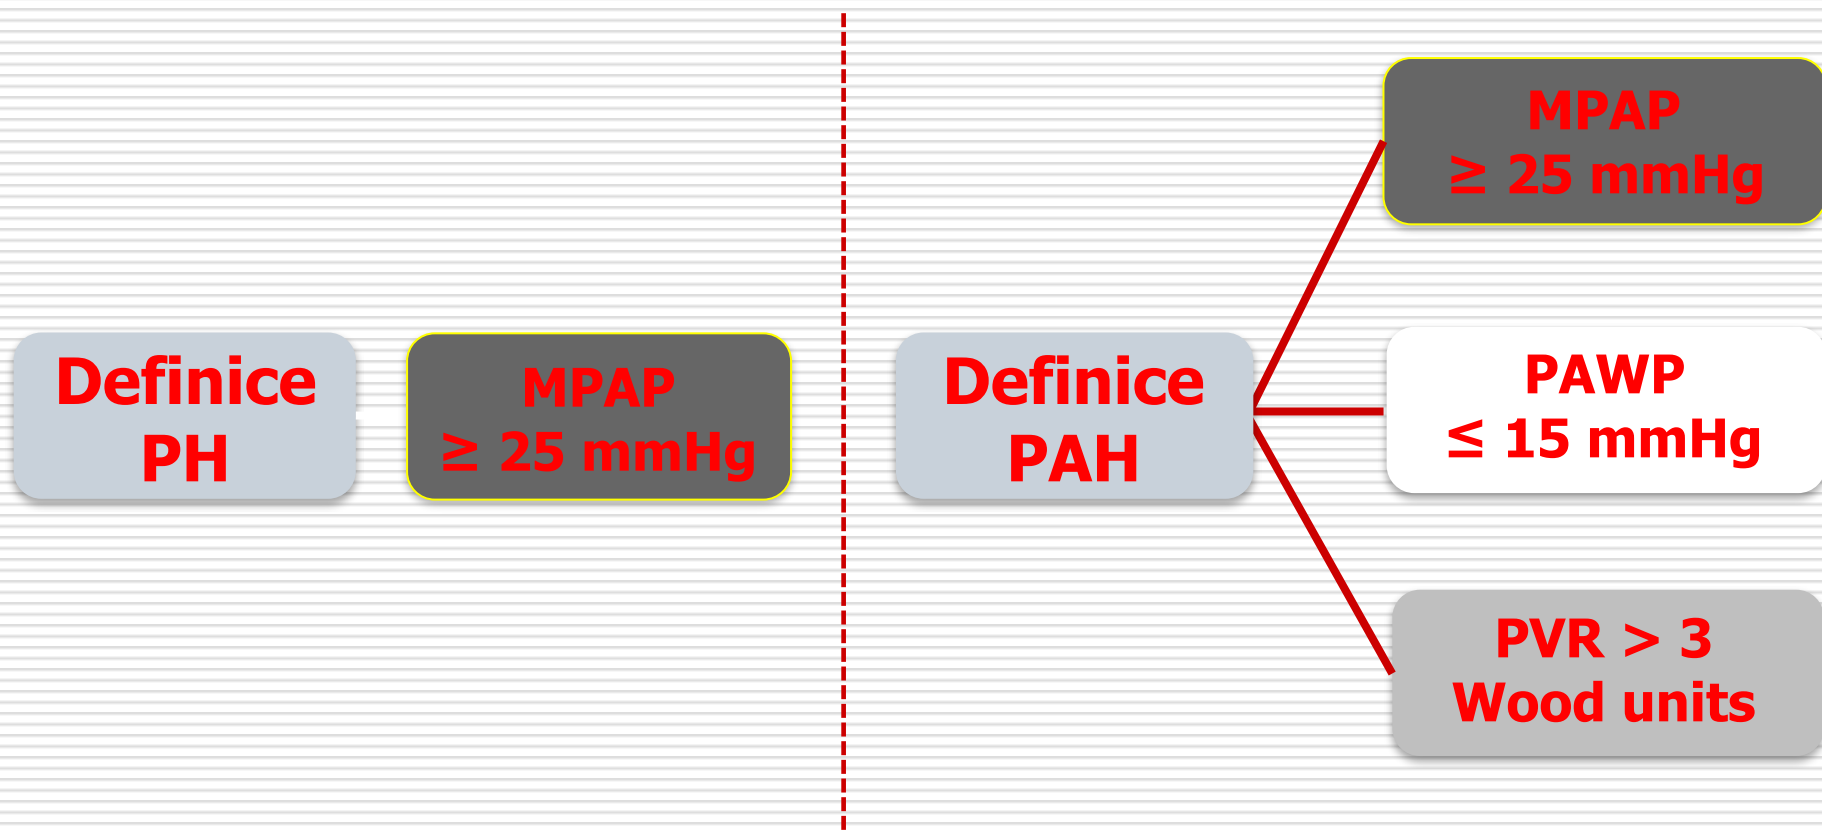 Definice
PH
MPAP
≥ 25 mmHg
Definice
PAH
MPAP
≥ 25 mmHg
PAWP
≤ 15 mmHg
PVR > 3
Wood units